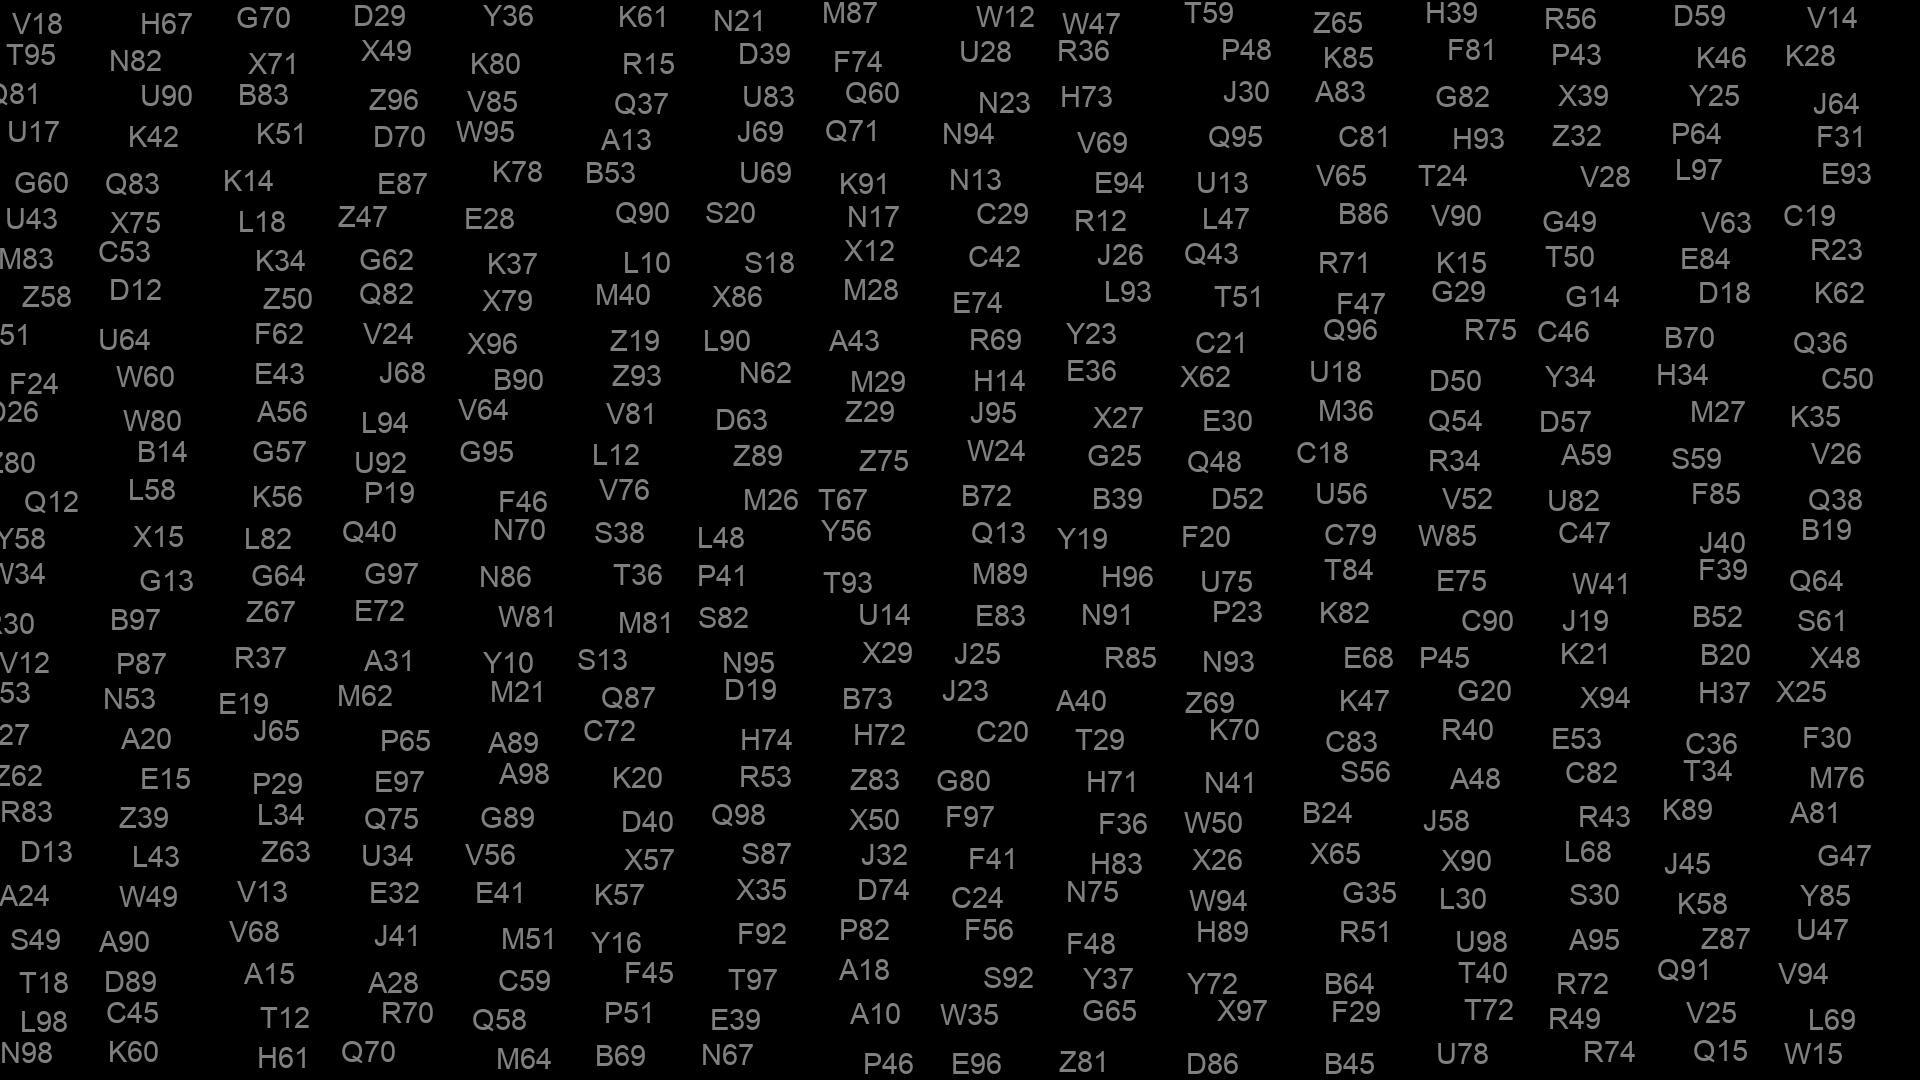 V18 H67 G70 D29 Y36 K61 N21 M87 W12 W47 T59 Z65 H39 R56 D59 V14
T95 N82 X71 X49 K80 R15 D39 F74 U28 R36 P48 K85 F81 P43 K46 K28
Q81 U90 B83 Z96 V85 Q37 U83 Q60 N23 H73 J30 A83 G82 X39 Y25 J64
U17 K42 K51 D70 W95 A13 J69 Q71 N94 V69 Q95 C81 H93 Z32 P64 F31
G60 Q83 K14 E87 K78 B53 U69 K91 N13 E94 U13 V65 T24 V28 L97 E93
U43 X75 L18 Z47 E28 Q90 S20 N17 C29 R12 L47 B86 V90 G49 V63 C19
M83 C53 K34 G62 K37 L10 S18 X12 C42 J26 Q43 R71 K15 T50 E84 R23
Z58 D12 Z50 Q82 X79 M40 X86 M28 E74 L93 T51 F47 G29 G14 D18 K62
51 U64 F62 V24 X96 Z19 L90 A43 R69 Y23 C21 Q96 R75 C46 B70 Q36
F24 W60 E43 J68 B90 Z93 N62 M29 H14 E36 X62 U18 D50 Y34 H34 C50
26 W80 A56 L94 V64 V81 D63 Z29 J95 X27 E30 M36 Q54 D57 M27 K35
Z80 B14 G57 U92 G95 L12 Z89 Z75 W24 G25 Q48 C18 R34 A59 S59 V26
Q12 L58 K56 P19 F46 V76 M26 T67 B72 B39 D52 U56 V52 U82 F85 Q38
Y58 X15 L82 Q40 N70 S38 L48 Y56 Q13 Y19 F20 C79 W85 C47 J40 B19
W34 G13 G64 G97 N86 T36 P41 T93 M89 H96 U75 T84 E75 W41 F39 Q64
30 B97 Z67 E72 W81 M81 S82 U14 E83 N91 P23 K82 C90 J19 B52 S61
V12 P87 R37 A31 Y10 S13 N95 X29 J25 R85 N93 E68 P45 K21 B20 X48
53 N53 E19 M62 M21 Q87 D19 B73 J23 A40 Z69 K47 G20 X94 H37 X25
27 A20 J65 P65 A89 C72 H74 H72 C20 T29 K70 C83 R40 E53 C36 F30
Z62 E15 P29 E97 A98 K20 R53 Z83 G80 H71 N41 S56 A48 C82 T34 M76
R83 Z39 L34 Q75 G89 D40 Q98 X50 F97 F36 W50 B24 J58 R43 K89 A81
D13 L43 Z63 U34 V56 X57 S87 J32 F41 H83 X26 X65 X90 L68 J45 G47
A24 W49 V13 E32 E41 K57 X35 D74 C24 N75 W94 G35 L30 S30 K58 Y85
S49 A90 V68 J41 M51 Y16 F92 P82 F56 F48 H89 R51 U98 A95 Z87 U47
T18 D89 A15 A28 C59 F45 T97 A18 S92 Y37 Y72 B64 T40 R72 Q91 V94
L98 C45 T12 R70 Q58 P51 E39 A10 W35 G65 X97 F29 T72 R49 V25 L69
N98 K60 H61 Q70 M64 B69 N67 P46 E96 Z81 D86 B45 U78 R74 Q15 W15